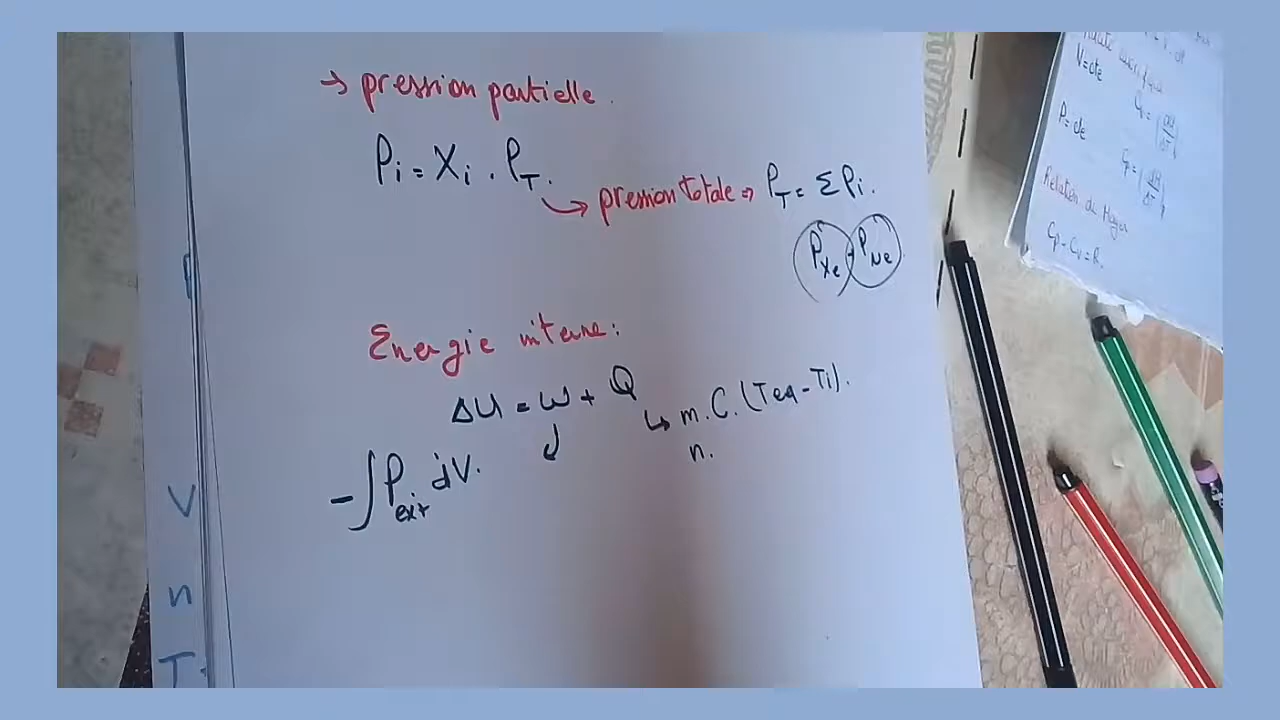 → pression partielle.
Pi = Xi . PT.
↳ pression totale ⇒ PT = Σ Pi.
PXe + PNe
Energie interne:
ΔU = W + Q
↳ m.C.(Teq - Ti).
n.
- ∫ Pext dV.
V
n
T
V = cte
P = cte
Relation de Mayer
Cp - Cv = R.